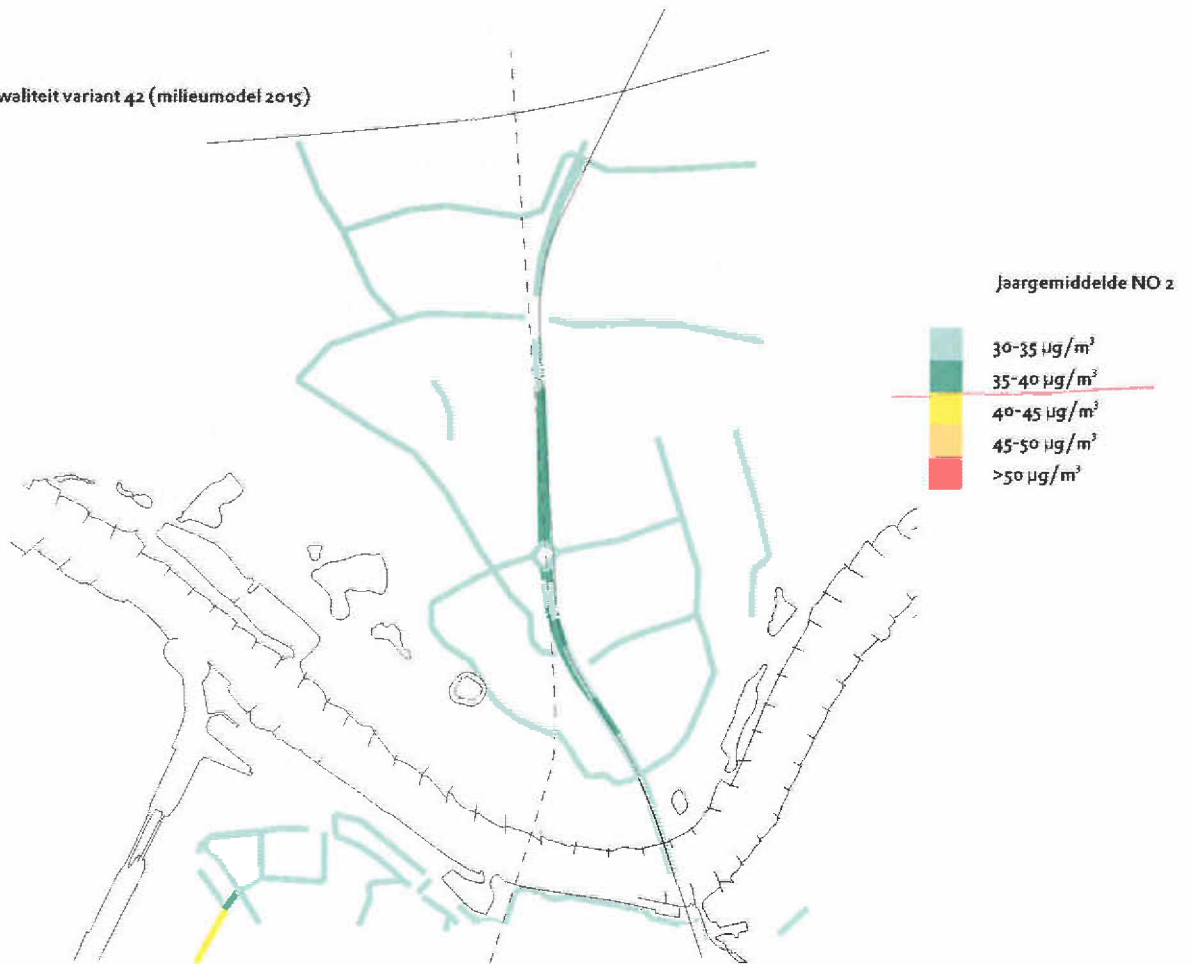 waliteit variant 42 (milieumodel 2015)
Jaargemiddelde NO 2
30-35 µg/m³
35-40 µg/m³
40-45 µg/m³
45-50 µg/m³
>50 µg/m³